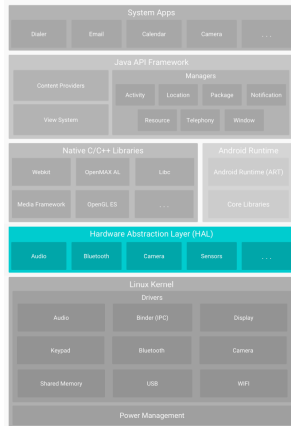 System Apps
Dialer Email Calendar Camera . . .
Java API Framework
Content Providers
View System
Managers
Activity Location Package Notification
Resource Telephony Window
Native C/C++ Libraries
Webkit OpenMAX AL Libc
Media Framework OpenGL ES . . .
Android Runtime
Android Runtime (ART)
Core Libraries
Hardware Abstraction Layer (HAL)
Audio Bluetooth Camera Sensors . . .
Linux Kernel
Drivers
Audio Binder (IPC) Display
Keypad Bluetooth Camera
Shared Memory USB WIFI
Power Management